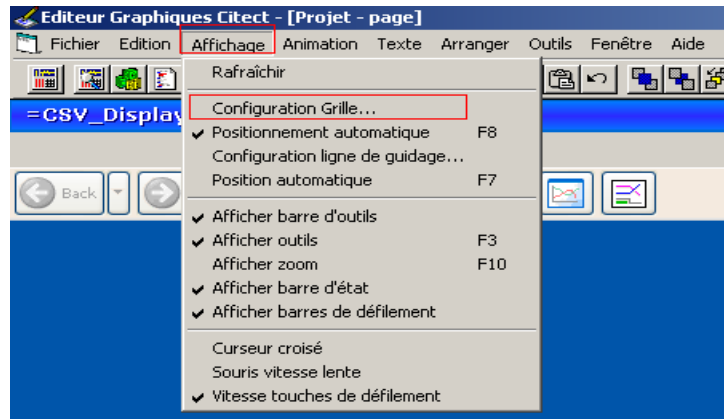 Editeur Graphiques Citect - [Projet - page]
Fichier Edition Affichage Animation Texte Arranger Outils Fenêtre Aide
=CSV_Display
Back
Rafraîchir
Configuration Grille...
Positionnement automatique F8
Configuration ligne de guidage...
Position automatique F7
Afficher barre d'outils
Afficher outils F3
Afficher zoom F10
Afficher barre d'état
Afficher barres de défilement
Curseur croisé
Souris vitesse lente
Vitesse touches de défilement